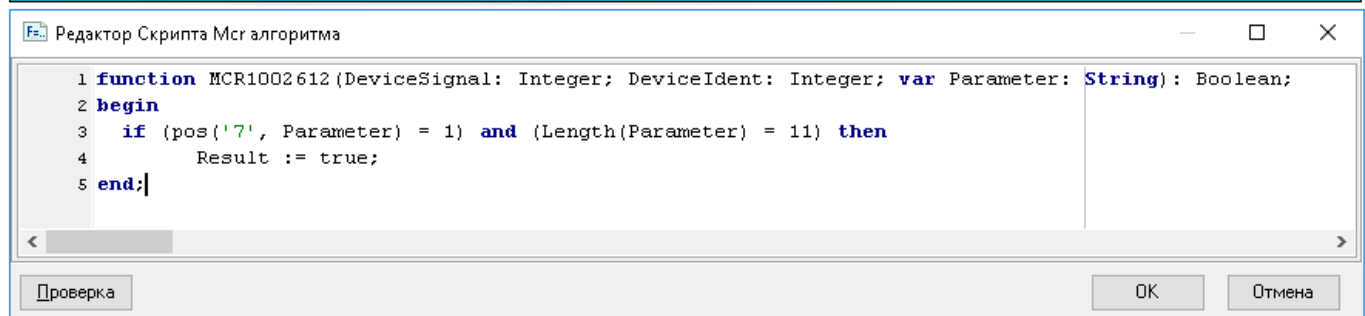 F=.. Редактор Скрипта Mcr алгоритма
1 function MCR1002612(DeviceSignal: Integer; DeviceIdent: Integer; var Parameter: String): Boolean;
2 begin
3 if (pos('7', Parameter) = 1) and (Length(Parameter) = 11) then
4 Result := true;
5 end;
Проверка OK Отмена